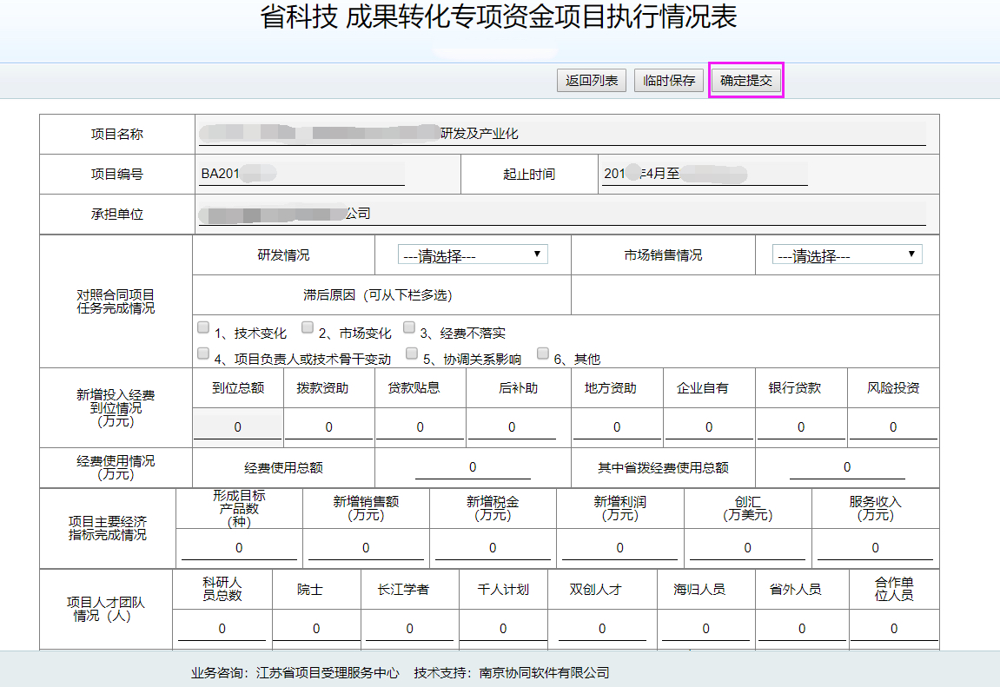 省科技 成果转化专项资金项目执行情况表
返回列表 临时保存 确定提交
项目名称 研发及产业化
项目编号 BA201 起止时间 201 年4月至
承担单位 公司
对照合同项目
任务完成情况
研发情况 ---请选择--- 市场销售情况 ---请选择---
滞后原因（可从下栏多选）
1、技术变化 2、市场变化 3、经费不落实
4、项目负责人或技术骨干变动 5、协调关系影响 6、其他
新增投入经费
到位情况
(万元)
到位总额 拨款资助 贷款贴息 后补助 地方资助 企业自有 银行贷款 风险投资
0 0 0 0 0 0 0 0
经费使用情况
(万元)
经费使用总额 0 其中省拨经费使用总额 0
项目主要经济
指标完成情况
形成目标
产品数
(种)
新增销售额
(万元)
新增税金
(万元)
新增利润
(万元)
创汇
(万美元)
服务收入
(万元)
0 0 0 0 0 0
项目人才团队
情况（人）
科研人
员总数
院士 长江学者 千人计划 双创人才 海归人员 省外人员
合作单
位人员
0 0 0 0 0 0 0 0
业务咨询：江苏省项目受理服务中心 技术支持：南京协同软件有限公司